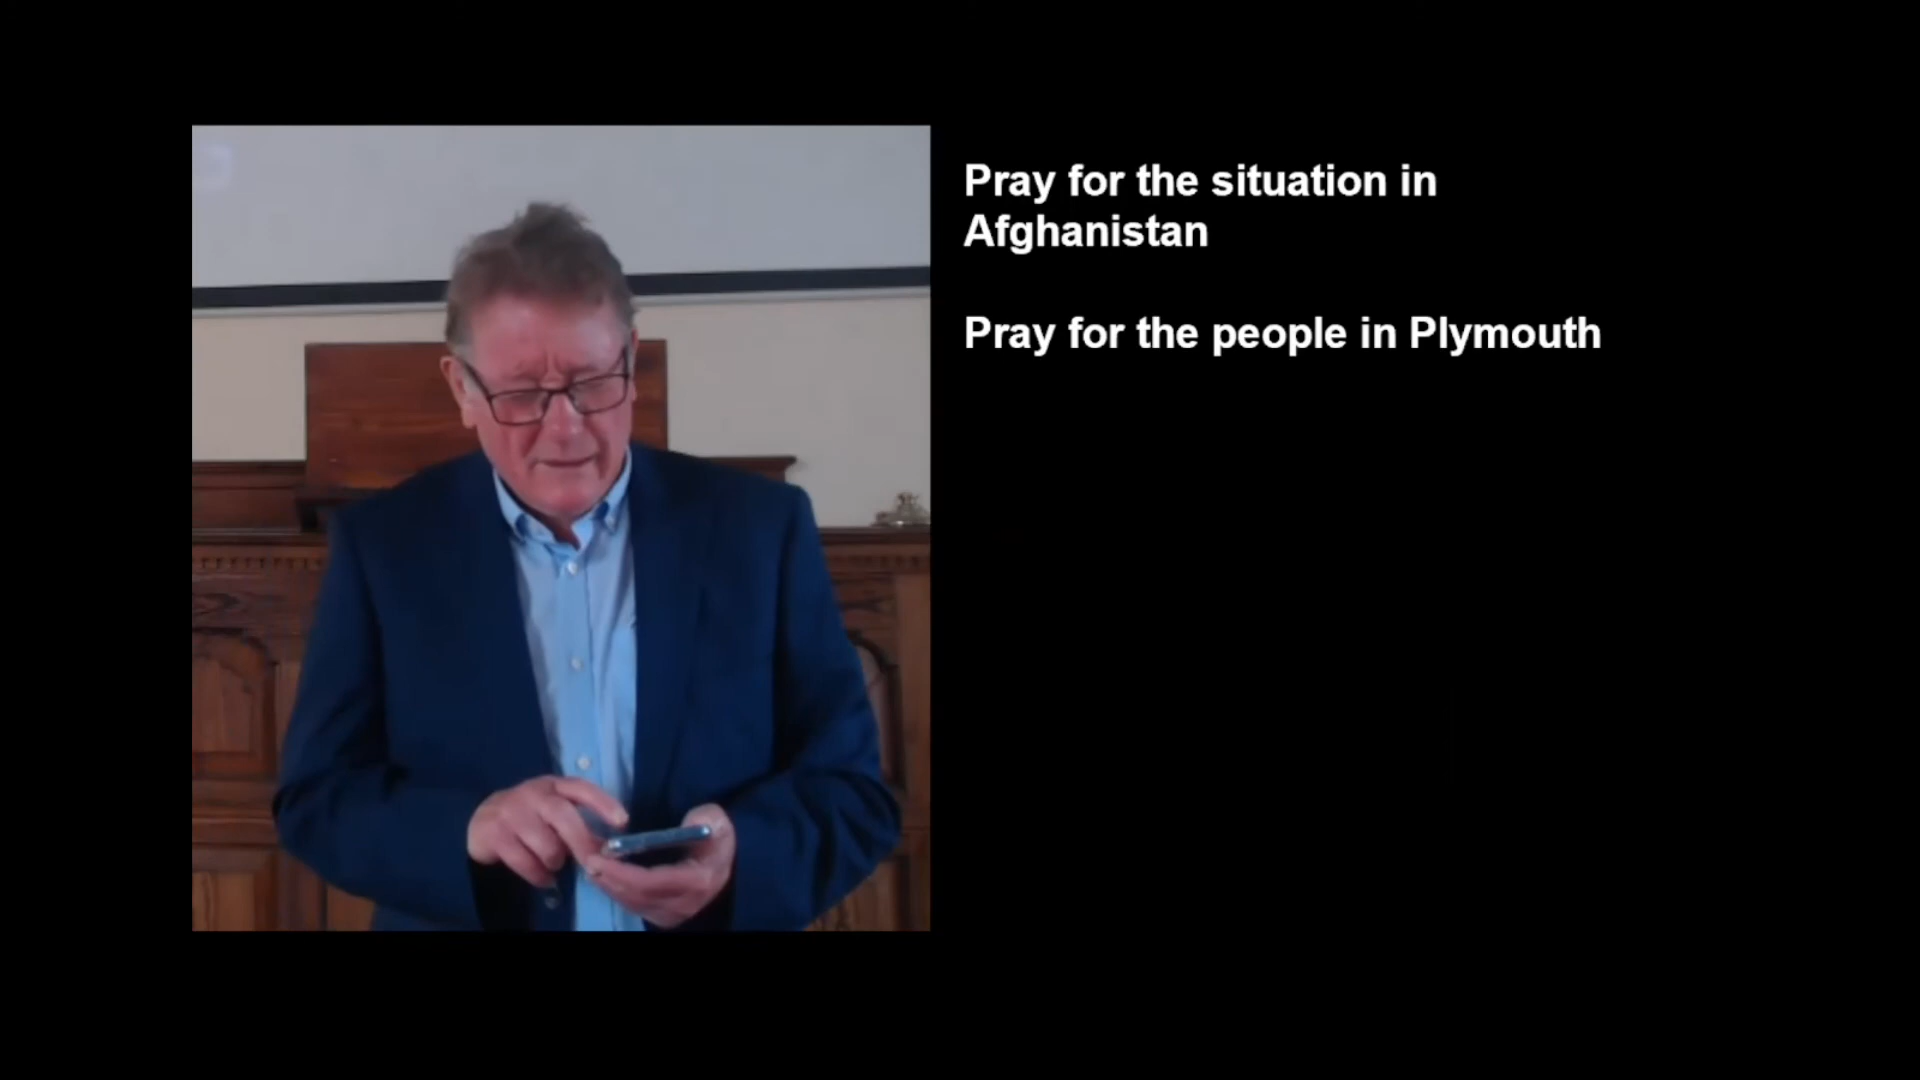 Pray for the situation in
Afghanistan
Pray for the people in Plymouth